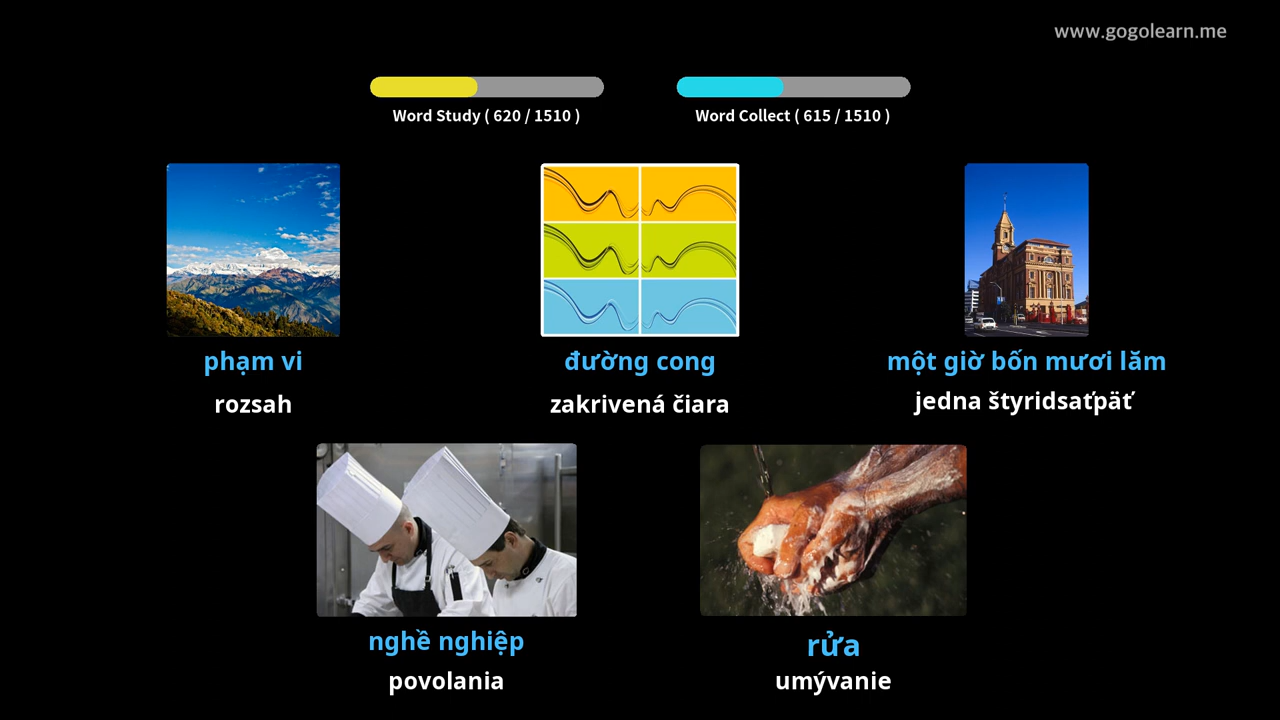 www.gogolearn.me
Word Study ( 620 / 1510 )
Word Collect ( 615 / 1510 )
phạm vi
rozsah
đường cong
zakrivená čiara
một giờ bốn mươi lăm
jedna štyridsaťpäť
nghề nghiệp
povolania
rửa
umývanie